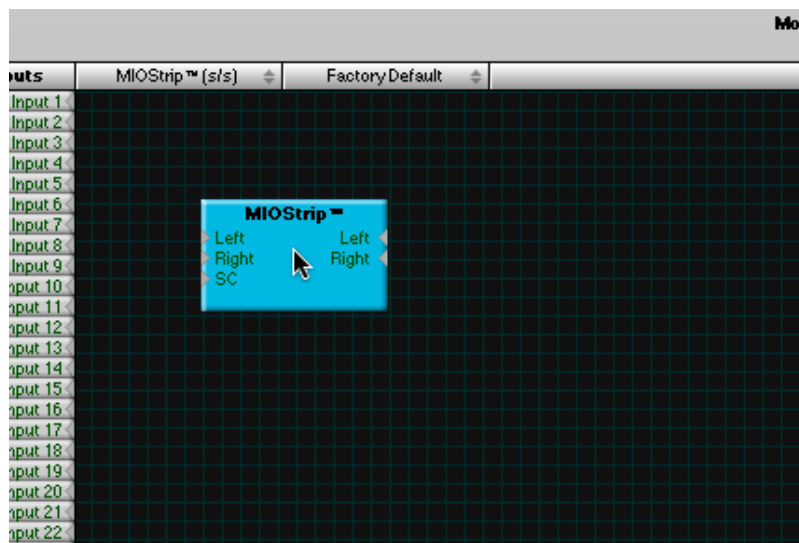 Mo
uts MIOStrip™ (s/s) Factory Default
Input 1
Input 2
Input 3
Input 4
Input 5
Input 6
Input 7
Input 8
Input 9
nput 10
nput 11
nput 12
nput 13
nput 14
nput 15
nput 16
nput 17
nput 18
nput 19
nput 20
nput 21
nput 22
MIOStrip™
Left Left
Right Right
SC